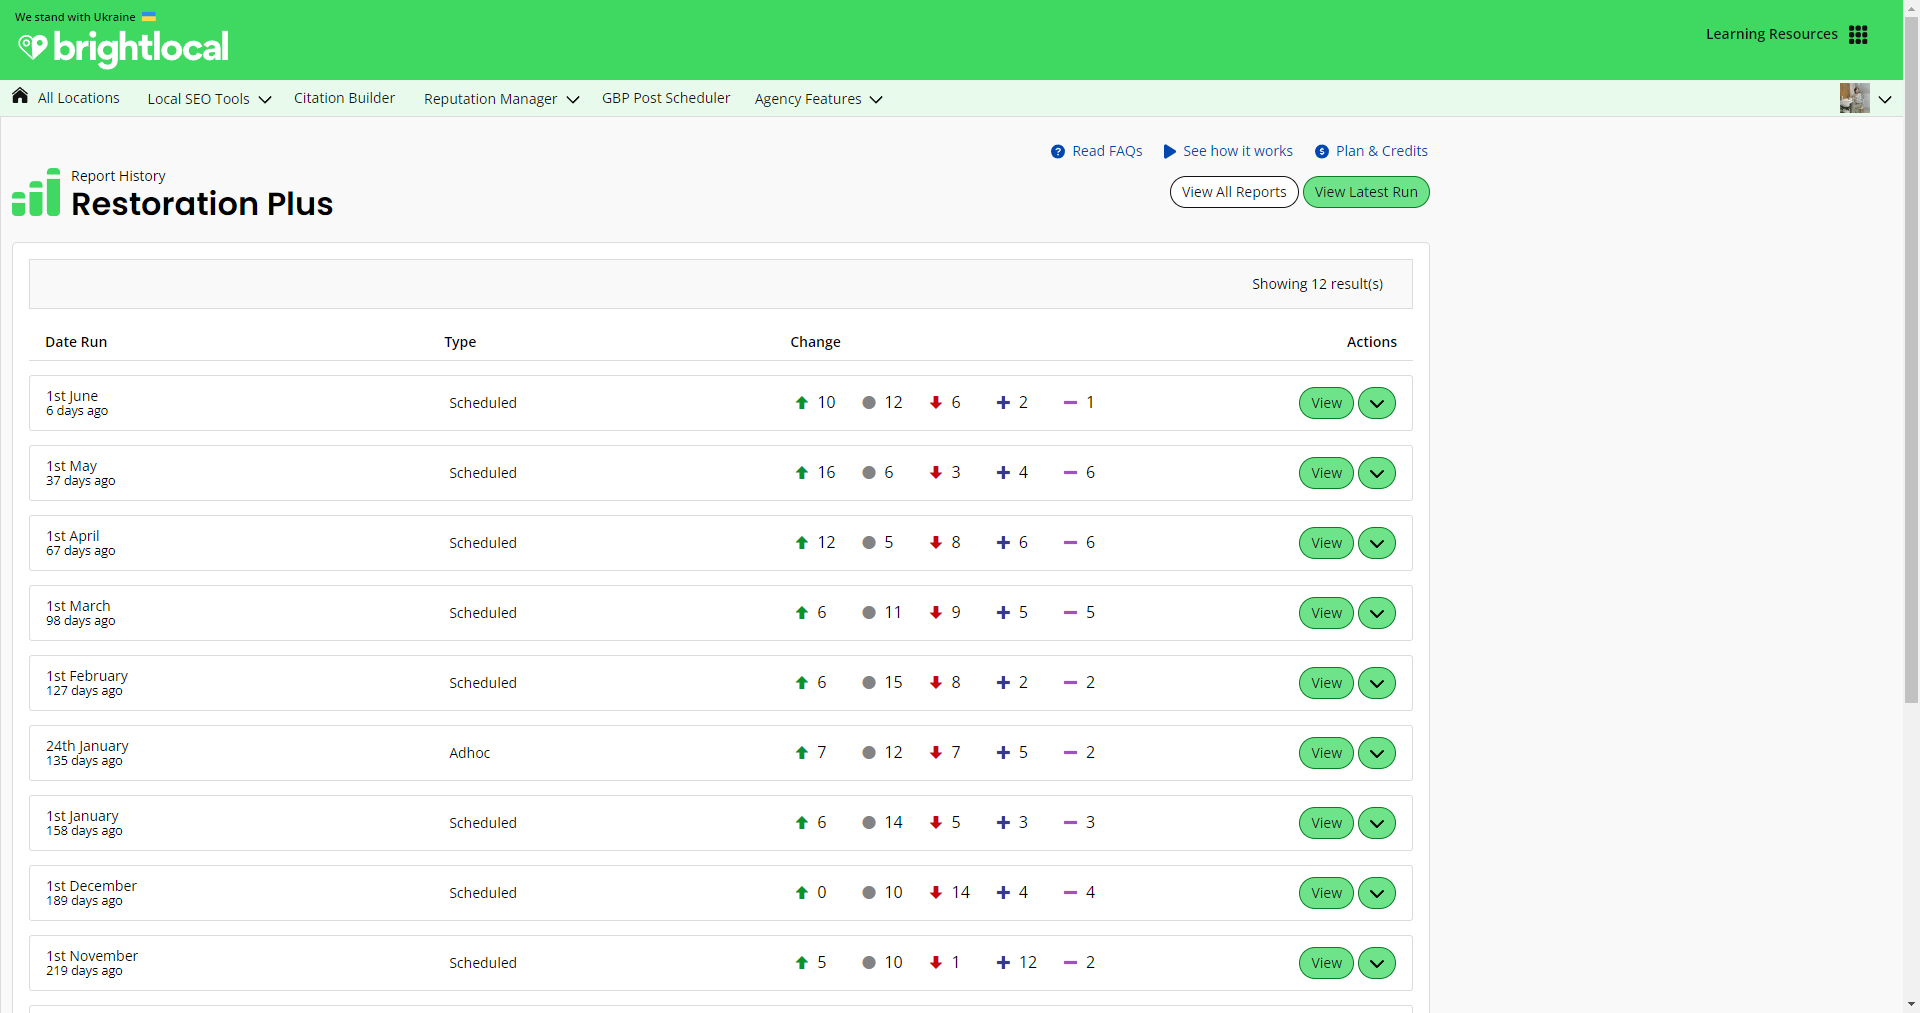 We stand with Ukraine
brightlocal
Learning Resources
All Locations Local SEO Tools Citation Builder Reputation Manager GBP Post Scheduler Agency Features
Read FAQs See how it works Plan & Credits
Report History
Restoration Plus
View All Reports View Latest Run
Showing 12 result(s)
Date Run Type Change Actions
1st June
6 days ago
Scheduled 10 12 6 2 1 View
1st May
37 days ago
Scheduled 16 6 3 4 6 View
1st April
67 days ago
Scheduled 12 5 8 6 6 View
1st March
98 days ago
Scheduled 6 11 9 5 5 View
1st February
127 days ago
Scheduled 6 15 8 2 2 View
24th January
135 days ago
Adhoc 7 12 7 5 2 View
1st January
158 days ago
Scheduled 6 14 5 3 3 View
1st December
189 days ago
Scheduled 0 10 14 4 4 View
1st November
219 days ago
Scheduled 5 10 1 12 2 View